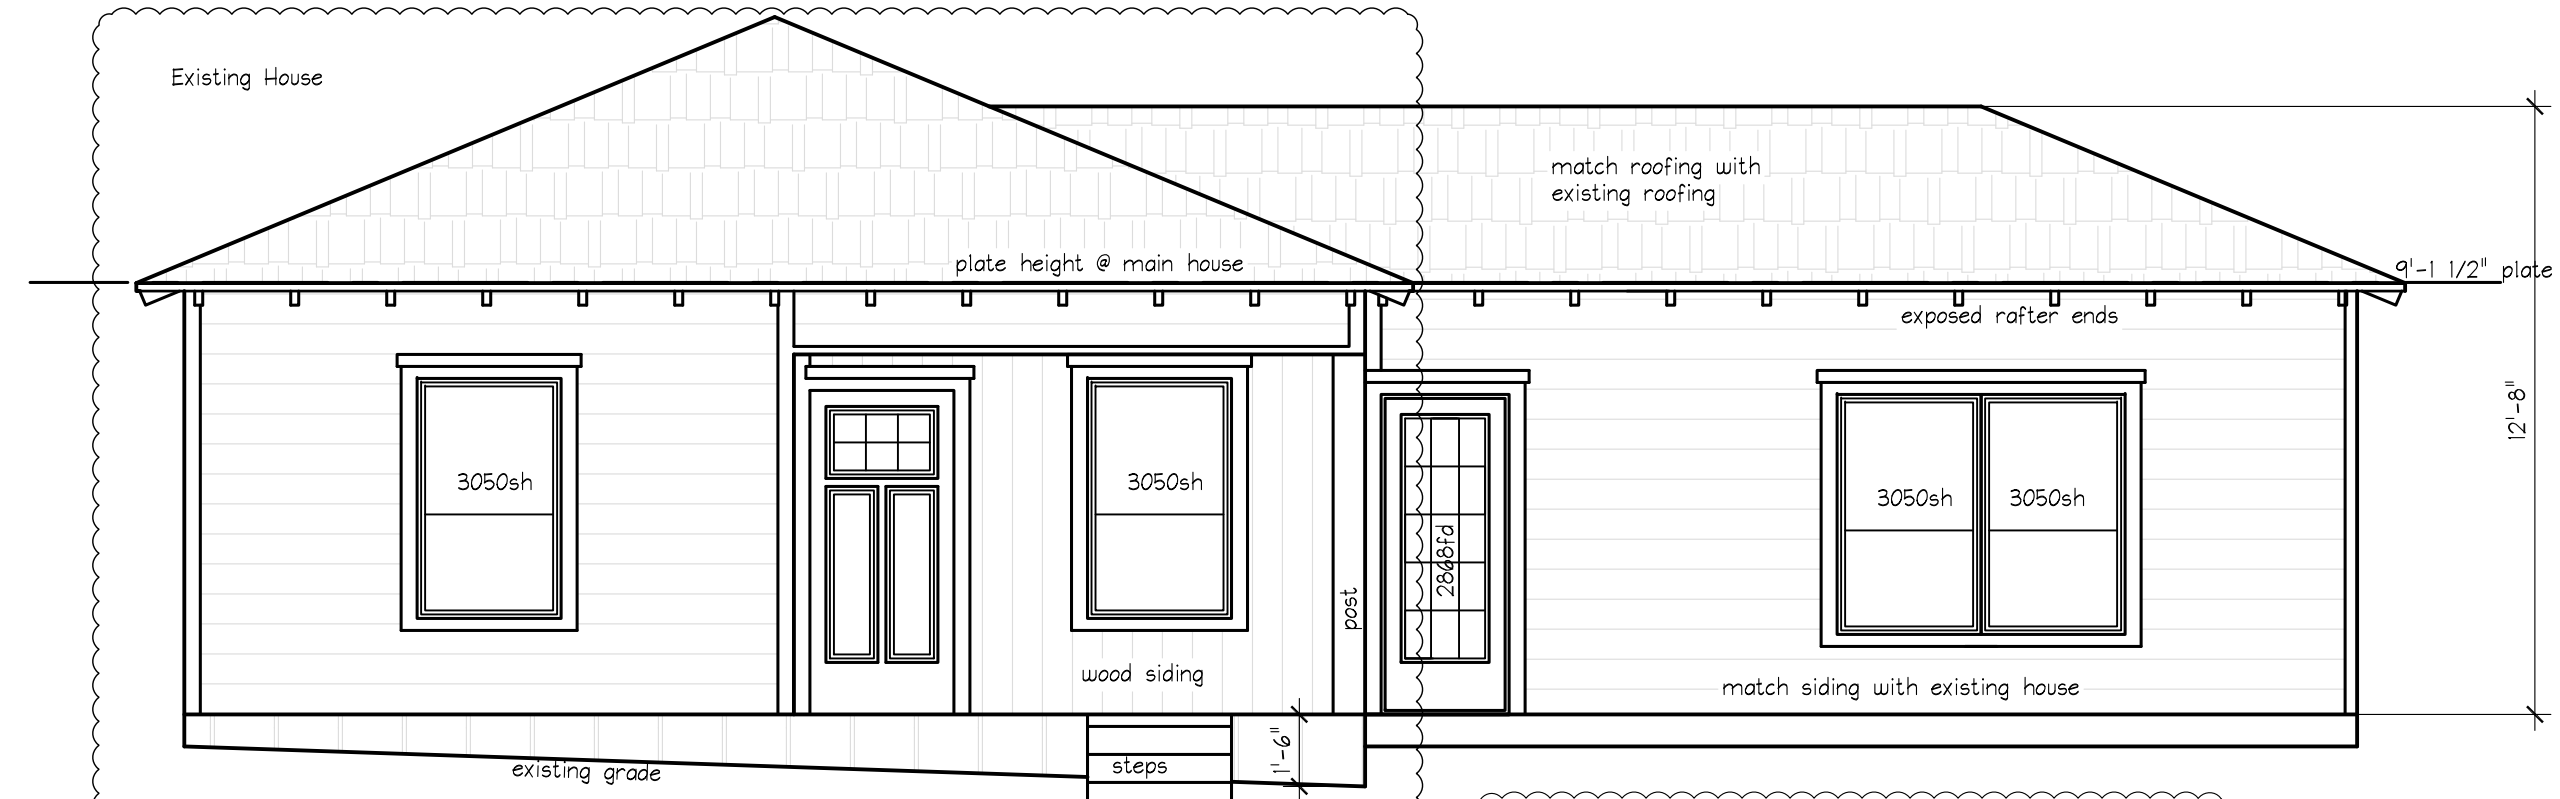 Existing House
match roofing with
existing roofing
plate height @ main house
9'-1 1/2" plate
exposed rafter ends
12'-8"
3050sh
3050sh
3050sh
3050sh
2868fd
post
wood siding
match siding with existing house
1'-6"
steps
existing grade